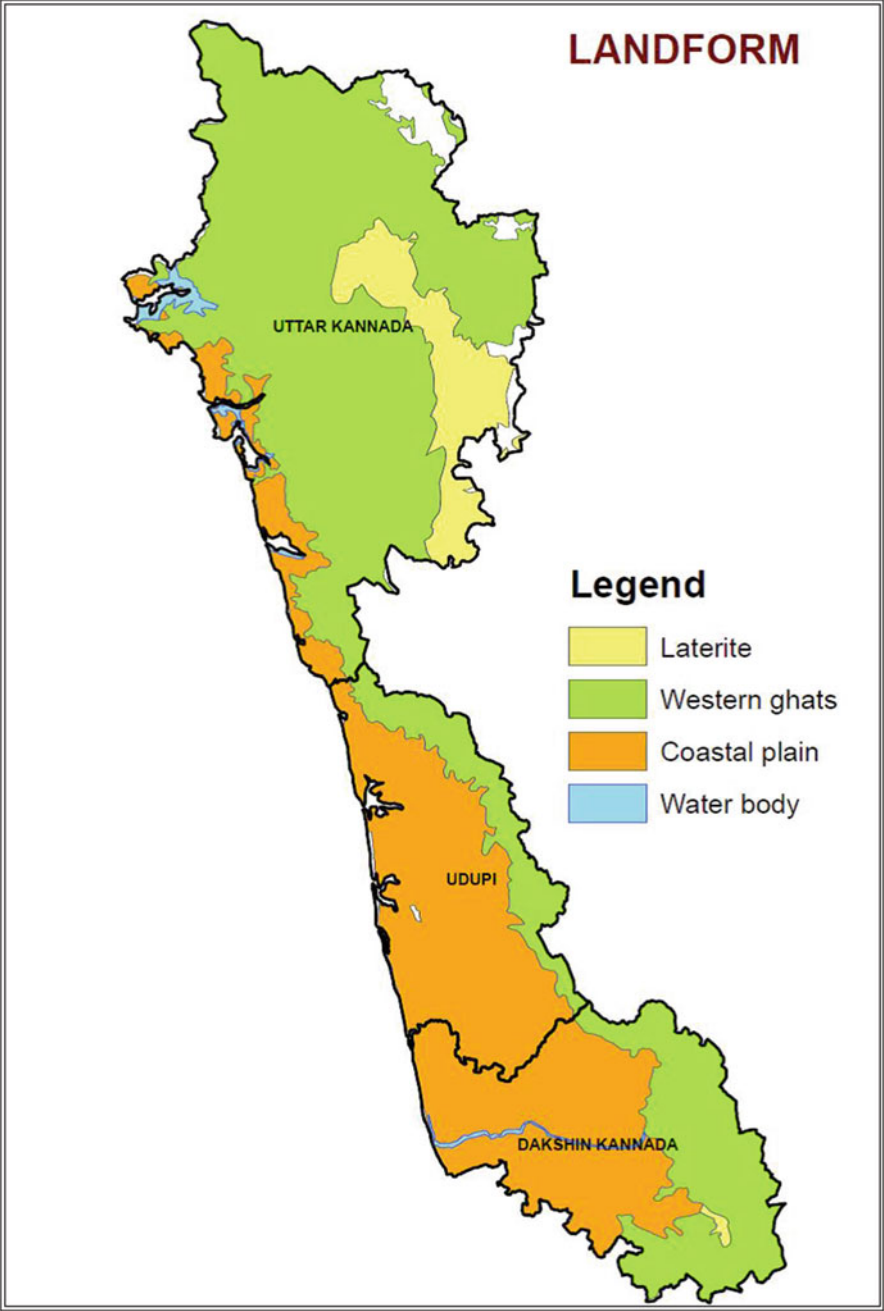 LANDFORM
UTTAR KANNADA
Legend
Laterite
Western ghats
Coastal plain
Water body
UDUPI
DAKSHIN KANNADA